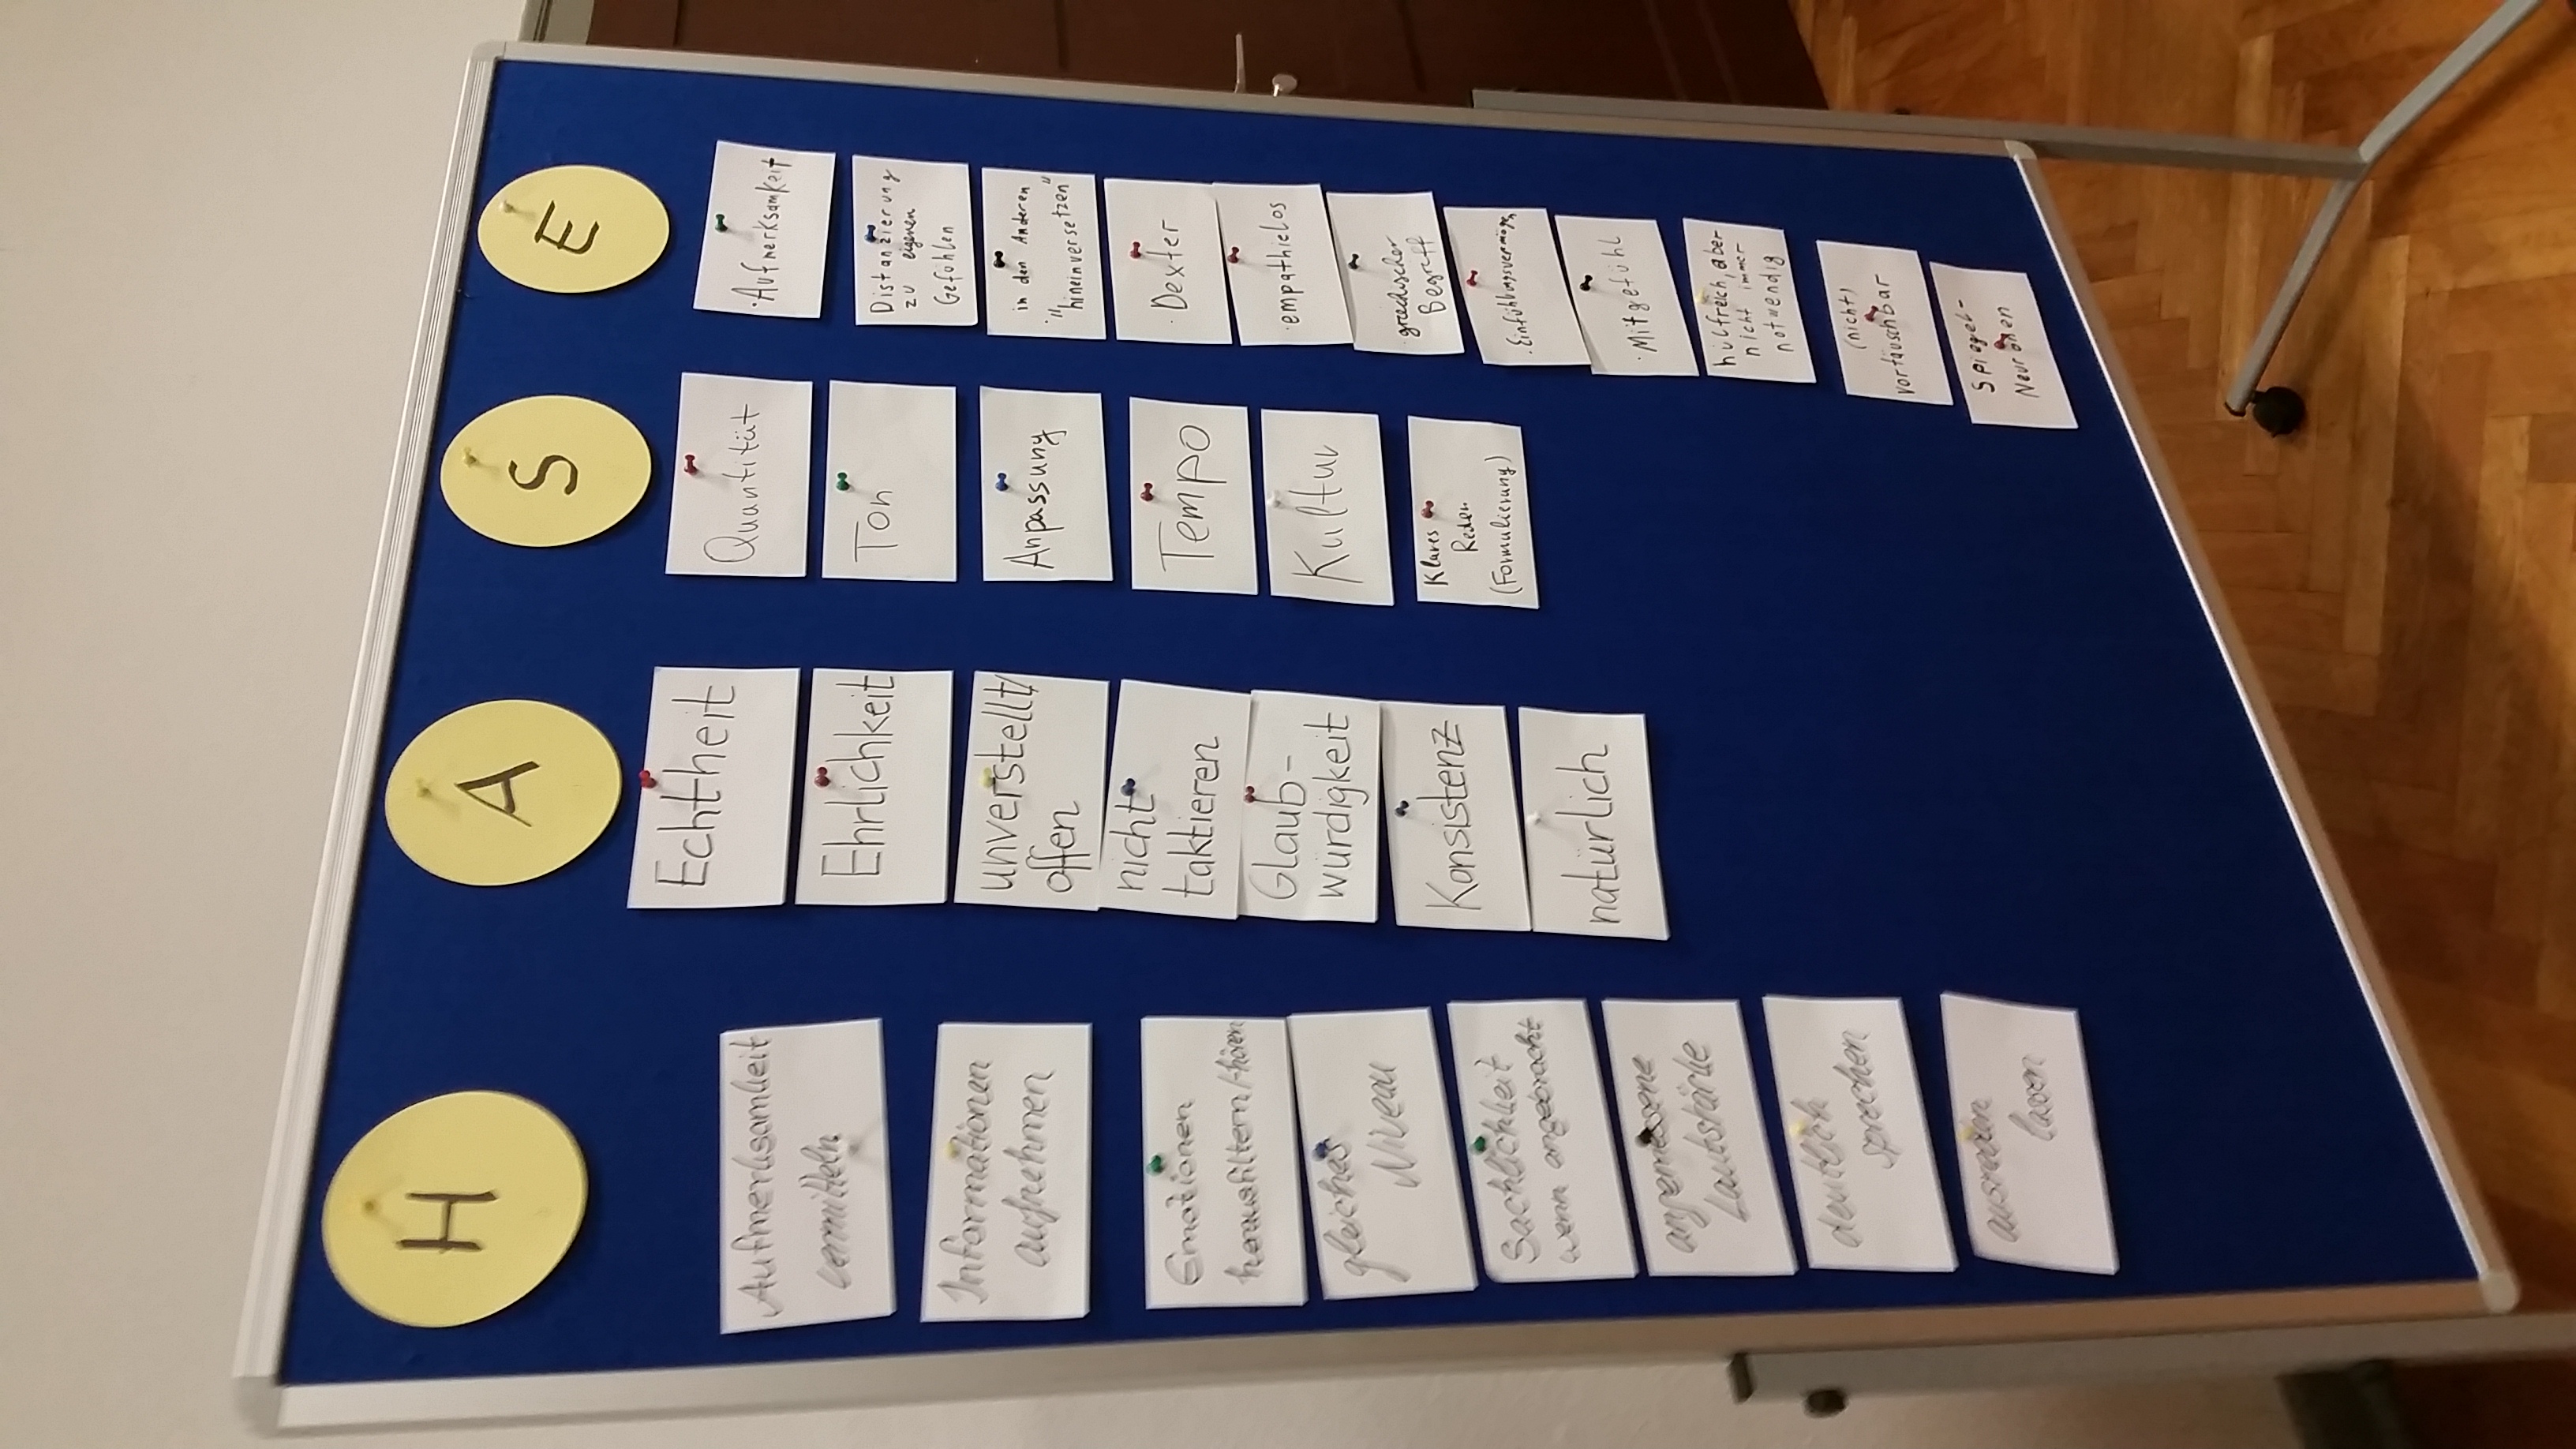 H
Aufmerksamkeit
vermitteln
Informationen
aufnehmen
Emotionen
herausfiltern/-hören
gleiches
Niveau
Sachlichkeit
wenn angebracht
angemessene
Lautstärke
deutlich
sprechen
ausreden
lassen
A
Echtheit
Ehrlichkeit
unverstellt/
offen
nicht
taktieren
Glaub-
würdigkeit
Konsistenz
natürlich
S
Quantität
Ton
Anpassung
Tempo
Kultur
Klares
Reden
(Formulierung)
E
·Aufmerksamkeit
Distanzierung
zu eigenen
Gefühlen
in den Anderen
·"hineinversetzen"
·Dexter
·empathielos
·griechischer
Begriff
·Einfühlungsvermögen
·Mitgefühl
hilfreich, aber
nicht immer
notwendig
(nicht)
vortäuschbar
Spiegel-
Neuronen